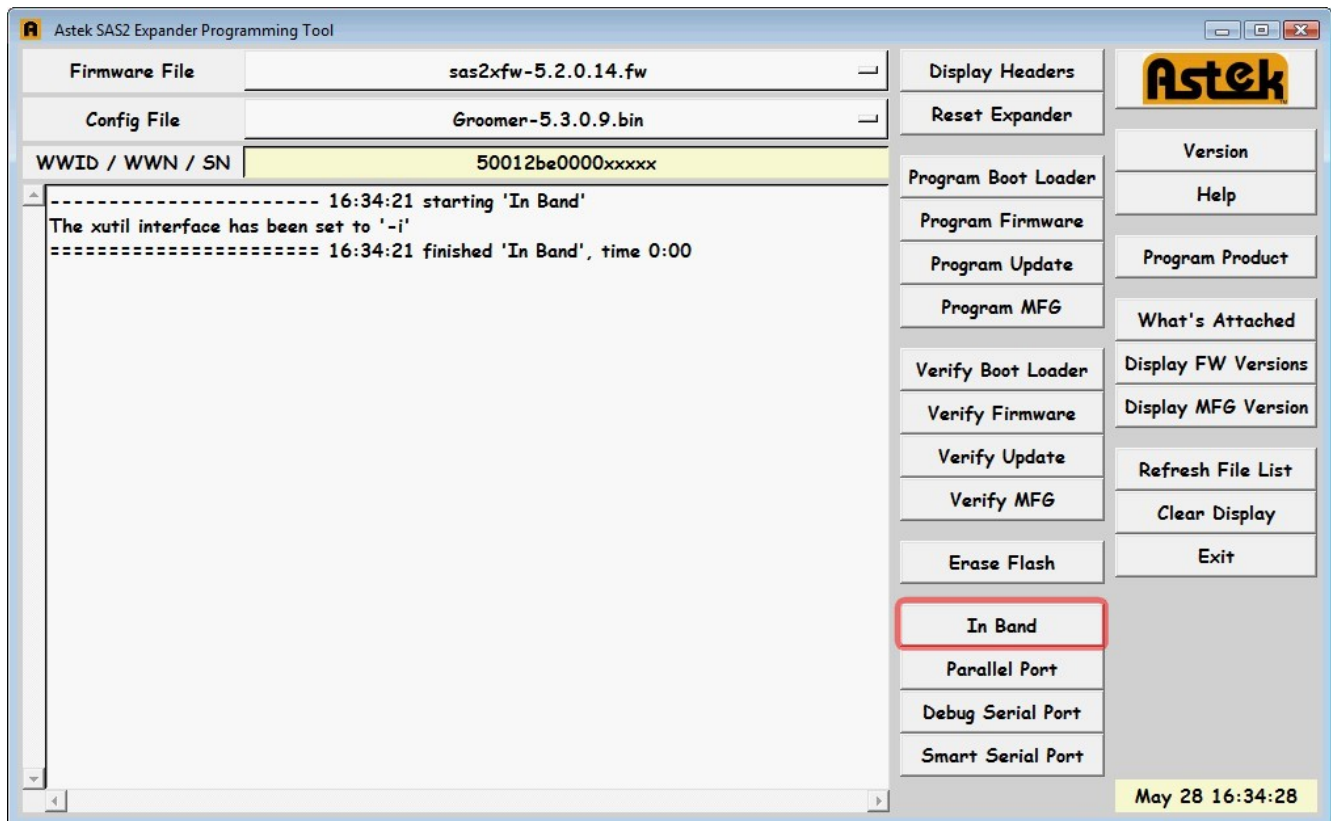 Astek SAS2 Expander Programming Tool
Firmware File
sas2xfw-5.2.0.14.fw
Config File
Groomer-5.3.0.9.bin
WWID / WWN / SN
50012be0000xxxxx
----------------------- 16:34:21 starting 'In Band'
The xutil interface has been set to '-i'
======================= 16:34:21 finished 'In Band', time 0:00
Display Headers
Reset Expander
Program Boot Loader
Program Firmware
Program Update
Program MFG
Verify Boot Loader
Verify Firmware
Verify Update
Verify MFG
Erase Flash
In Band
Parallel Port
Debug Serial Port
Smart Serial Port
Astek
Version
Help
Program Product
What's Attached
Display FW Versions
Display MFG Version
Refresh File List
Clear Display
Exit
May 28 16:34:28